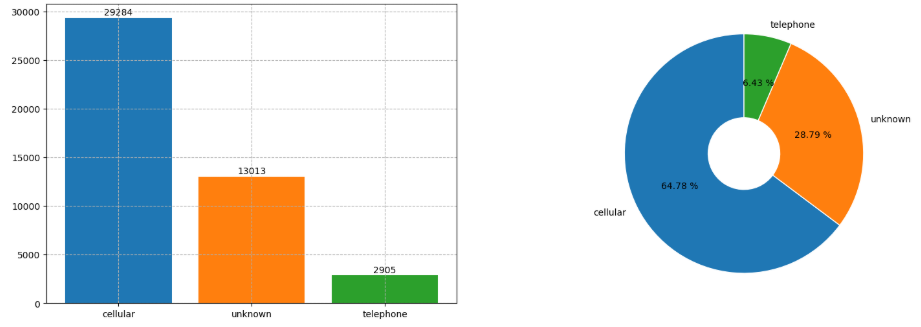 30000
25000
20000
15000
10000
5000
0
29284
13013
2905
cellular
unknown
telephone
telephone
6.43 %
unknown
28.79 %
64.78 %
cellular